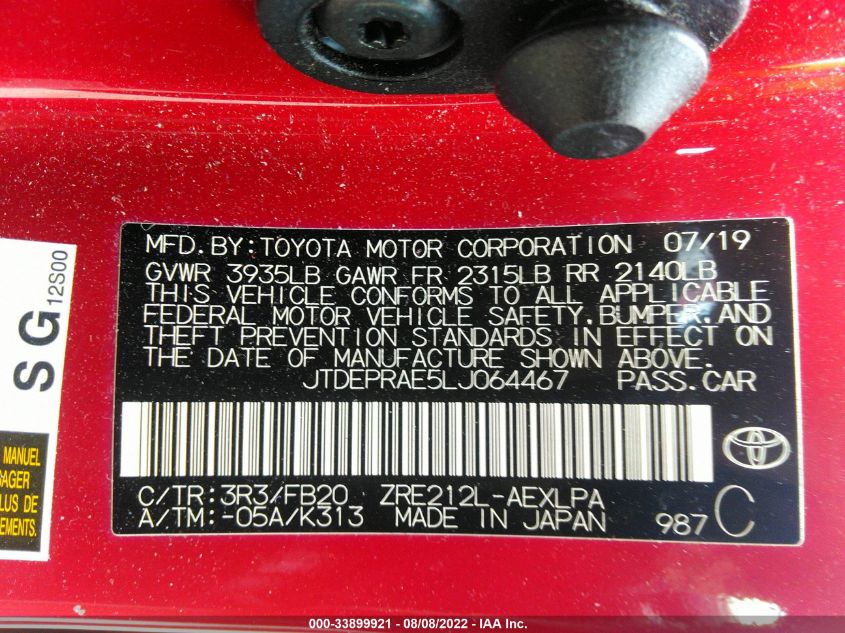 MFD.BY:TOYOTA MOTOR CORPORATION 07/19
GVWR 3935LB GAWR FR 2315LB RR 2140LB
THIS VEHICLE CONFORMS TO ALL APPLICABLE
FEDERAL MOTOR VEHICLE SAFETY,BUMPER,AND
THEFT PREVENTION STANDARDS IN EFFECT ON
THE DATE OF MANUFACTURE SHOWN ABOVE.
JTDEPRAE5LJ064467 PASS.CAR
C/TR:3R3/FB20 ZRE212L-AEXLPA
A/TM:-05A/K313 MADE IN JAPAN 987 C
SG 12S00
MANUEL
SAGER
PLUS DE
EMENTS.
000-33899921 - 08/08/2022 - IAA Inc.